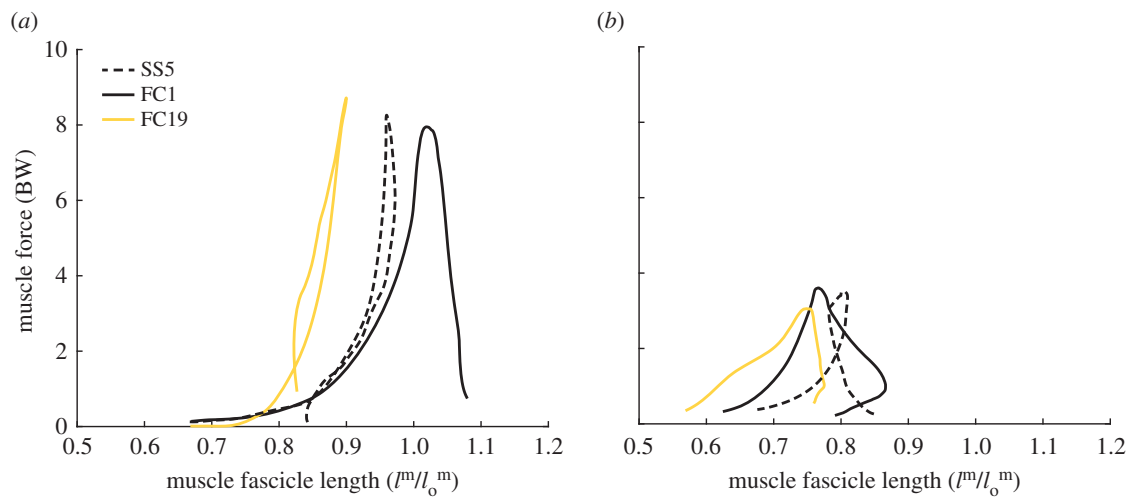 (a)
10
8
6
4
2
0
muscle force (BW)
SS5
FC1
FC19
0.5 0.6 0.7 0.8 0.9 1.0 1.1 1.2
muscle fascicle length (lᵐ/lₒᵐ)
(b)
0.5 0.6 0.7 0.8 0.9 1.0 1.1 1.2
muscle fascicle length (lᵐ/lₒᵐ)